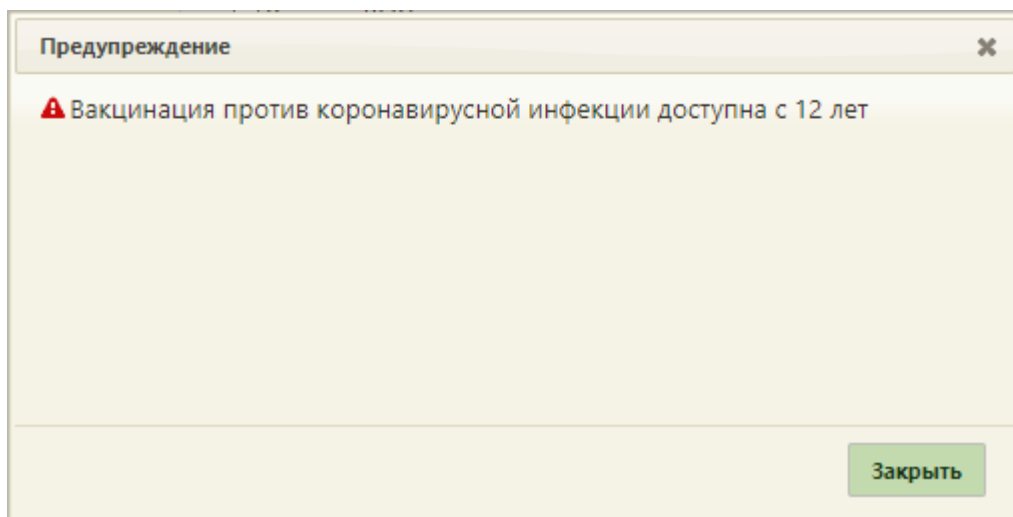 Предупреждение
Вакцинация против коронавирусной инфекции доступна с 12 лет
Закрыть